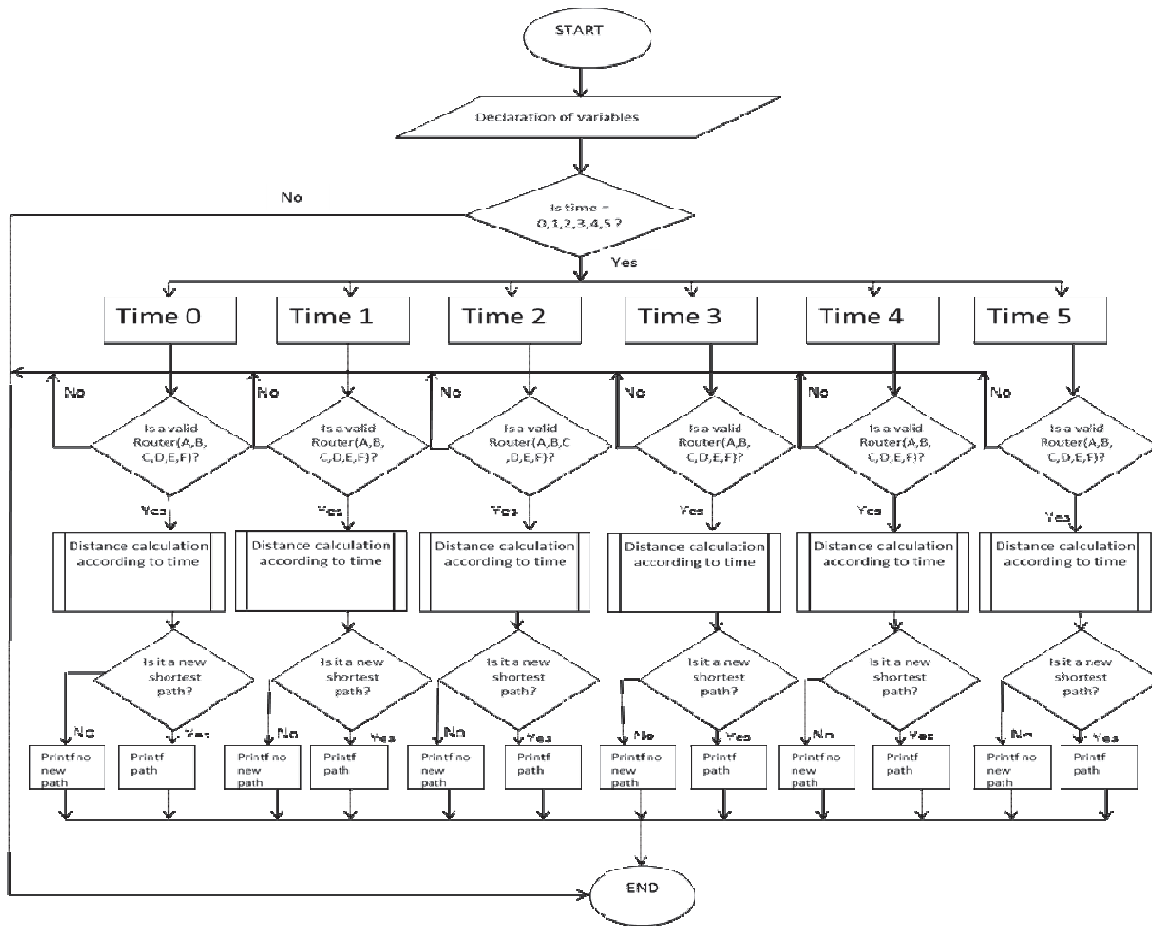 START
Declaration of variables
No
Is time =
0,1,2,3,4,5 ?
Yes
Time 0
Time 1
Time 2
Time 3
Time 4
Time 5
No
No
No
No
No
No
Is a valid
Router(A,B,
C,D,E,F)?
Is a valid
Router(A,B,
C,D,E,F)?
Is a valid
Router(A,B,C
,D,E,F)?
Is a valid
Router(A,B,
C,D,E,F)?
Is a valid
Router(A,B,
C,D,E,F)?
Is a valid
Router(A,B,
C,D,E,F)?
Yes
Yes
Yes
Yes
Yes
Yes
Distance calculation
according to time
Distance calculation
according to time
Distance calculation
according to time
Distance calculation
according to time
Distance calculation
according to time
Distance calculation
according to time
Is it a new
shortest
path?
Is it a new
shortest
path?
Is it a new
shortest
path?
Is it a new
shortest
path?
Is it a new
shortest
path?
Is it a new
shortest
path?
No
Yes
No
Yes
No
Yes
No
Yes
No
Yes
No
Yes
Printf no
new
path
Printf
path
Printf no
new
path
Printf
path
Printf no
new
path
Printf
path
Printf no
new
path
Printf
path
Printf no
new
path
Printf
path
Printf no
new
path
Printf
path
END